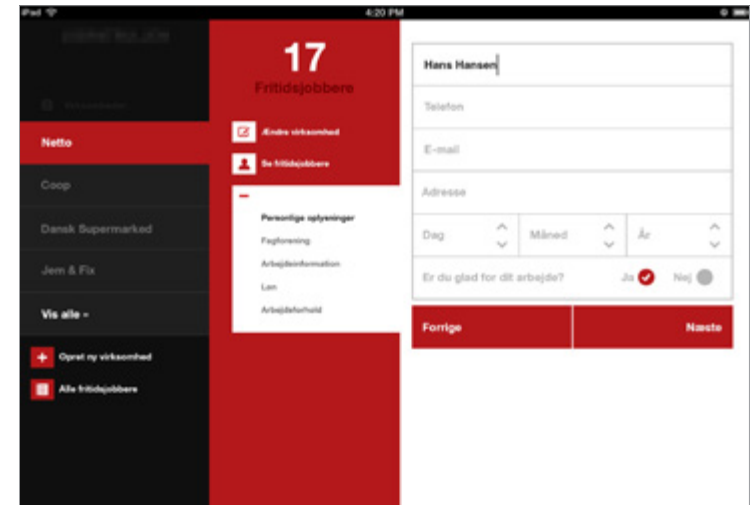 iPad
4:20 PM
Netto
Coop
Dansk Supermarked
Jem & Fix
Vis alle -
Opret ny virksomhed
Alle fritidsjobbere
17
Fritidsjobbere
Ændre virksomhed
Se fritidsjobbere
Personlige oplysninger
Fagforening
Arbejdsinformation
Løn
Arbejdsforhold
Hans Hansen
Telefon
E-mail
Adresse
Dag Måned År
Er du glad for dit arbejde? Ja Nej
Forrige Næste